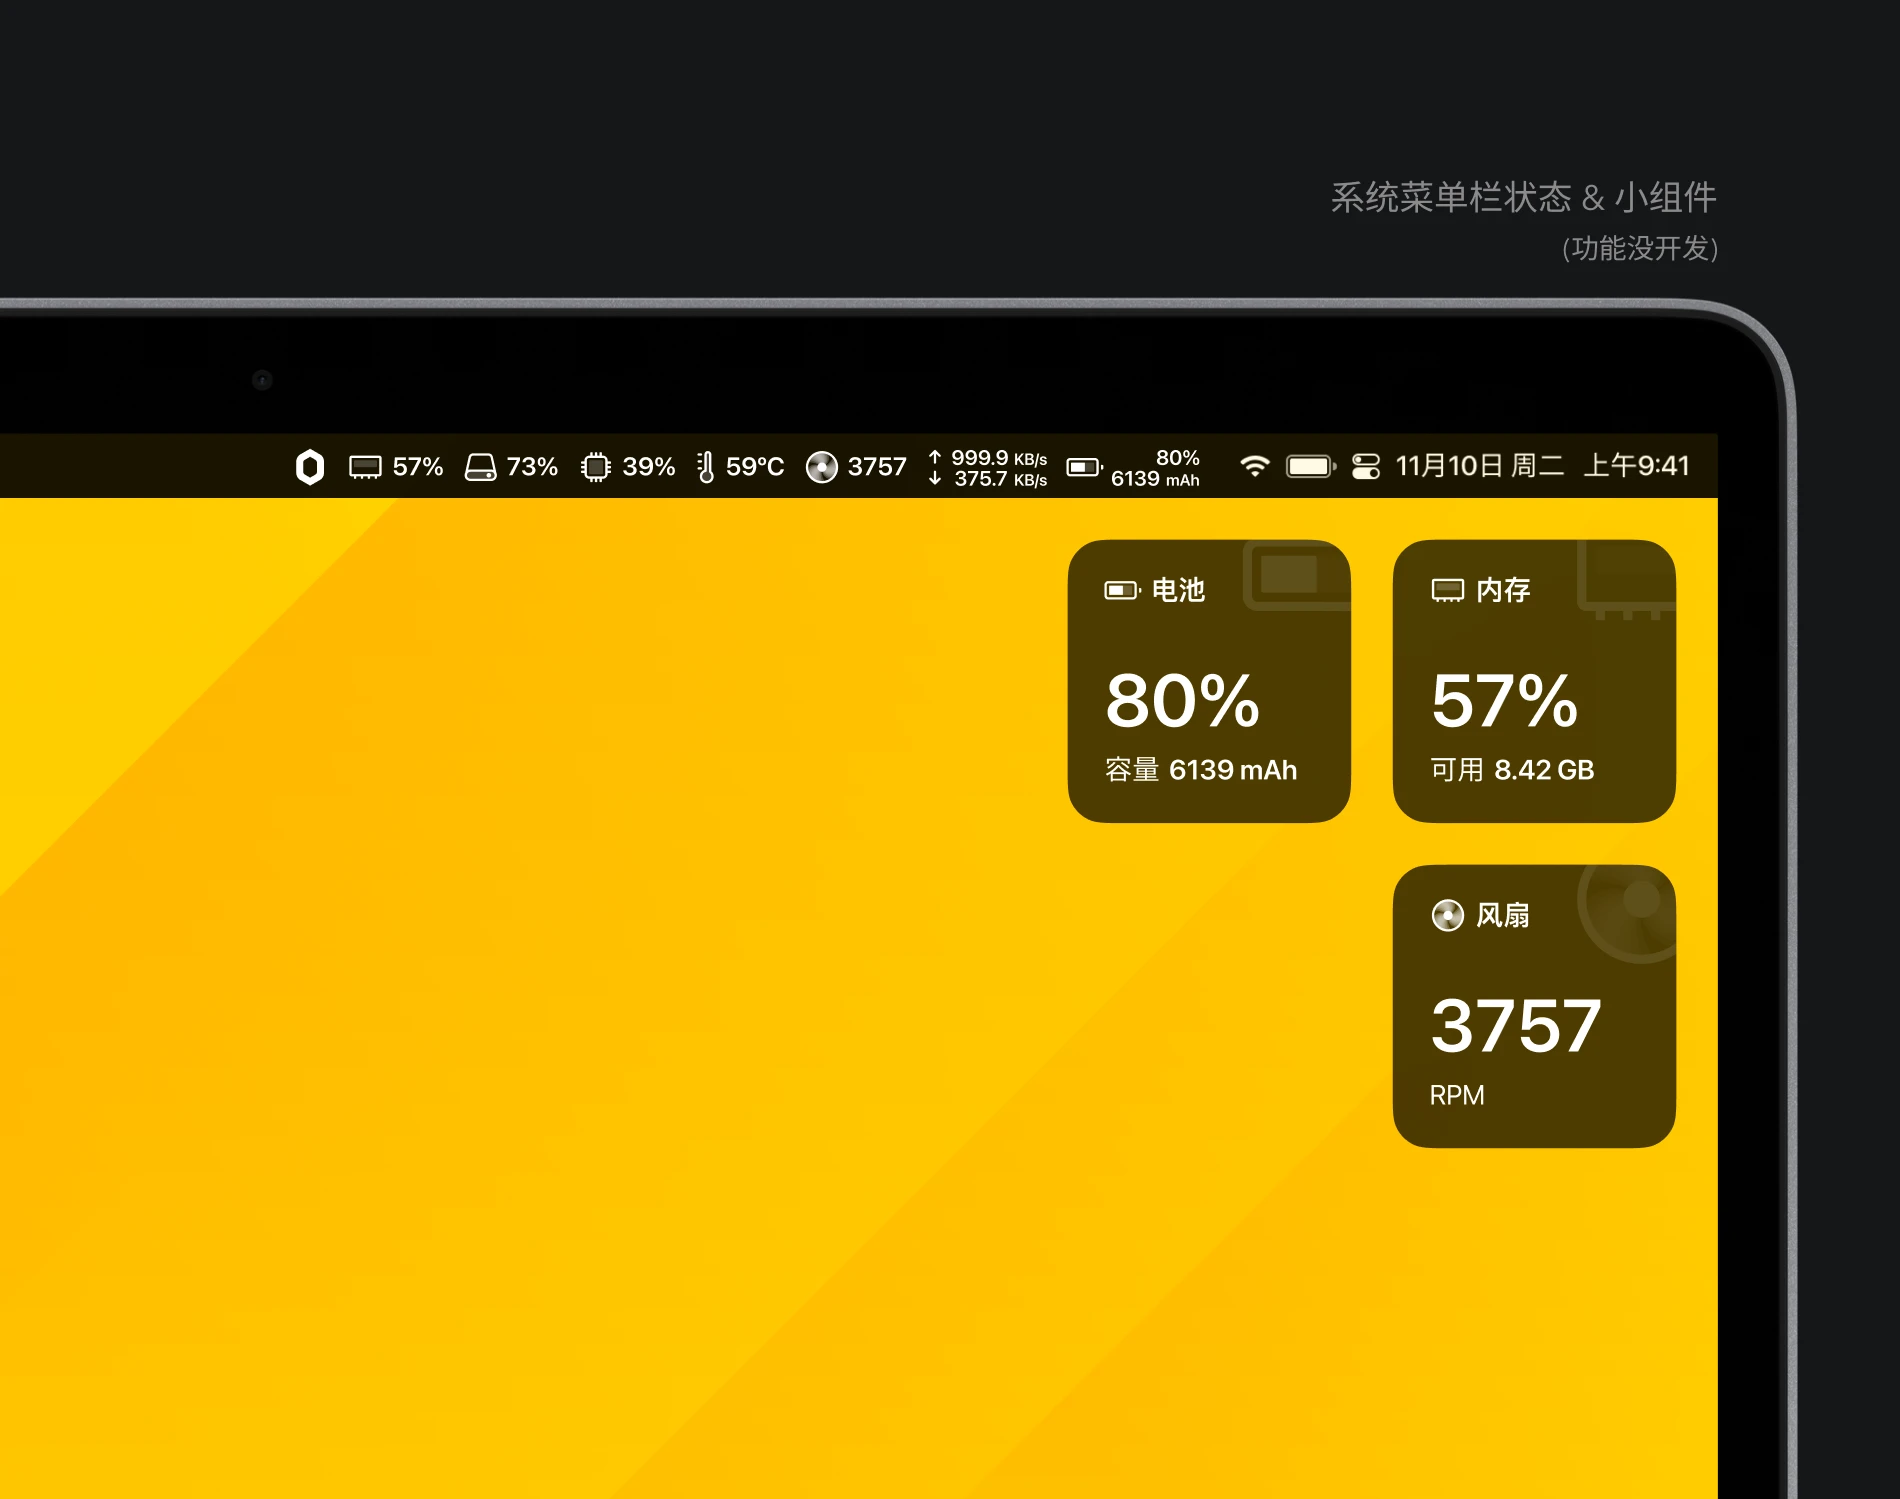 系统菜单栏状态 & 小组件
(功能没开发)
57% 73% 39% 59°C 3757 999.9 KB/s 80% 11月10日 周二 上午9:41
375.7 KB/s 6139 mAh
电池
80%
容量 6139 mAh
内存
57%
可用 8.42 GB
风扇
3757
RPM